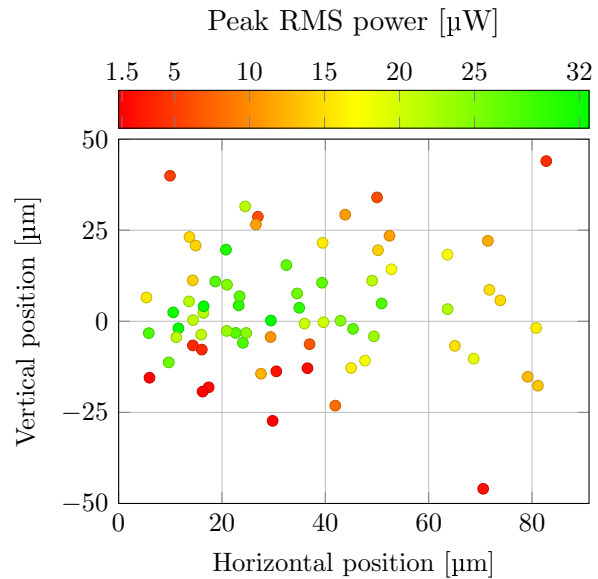 Peak RMS power [µW]
1.5 5 10 15 20 25 32
50
25
0
−25
−50
Vertical position [µm]
0 20 40 60 80
Horizontal position [µm]